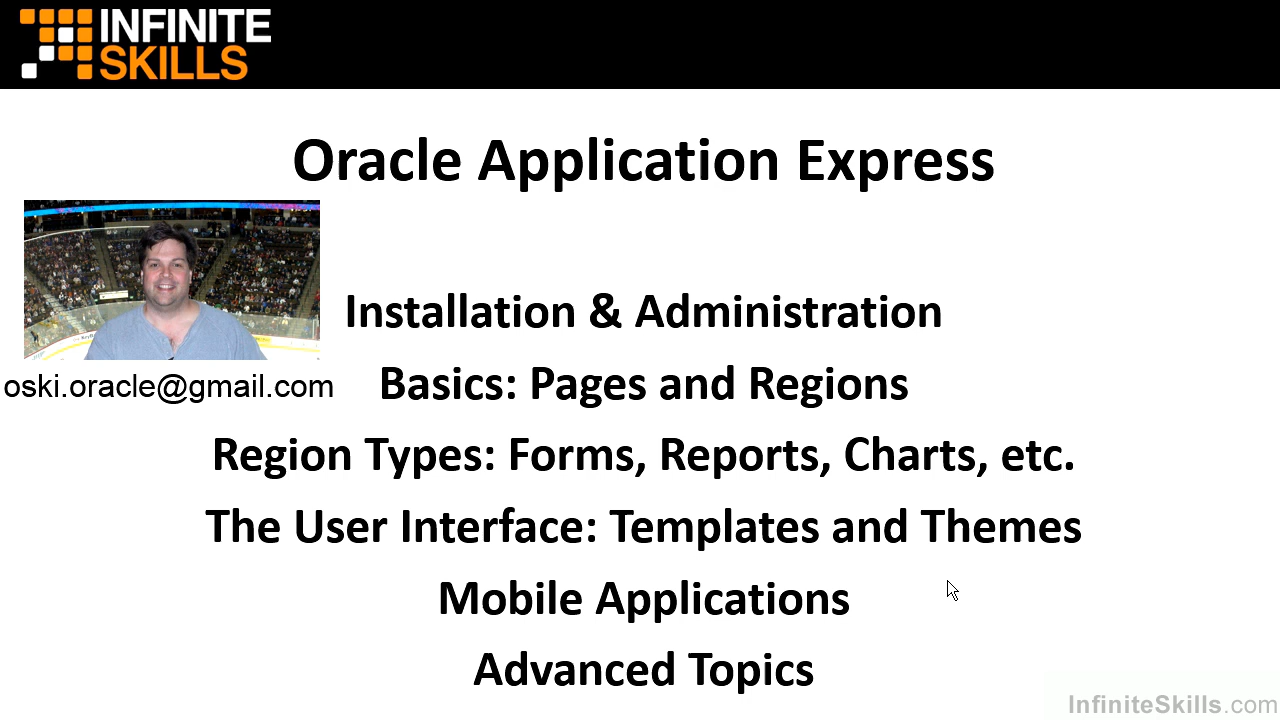 INFINITE
SKILLS
Oracle Application Express
Installation & Administration
oski.oracle@gmail.com
Basics: Pages and Regions
Region Types: Forms, Reports, Charts, etc.
The User Interface: Templates and Themes
Mobile Applications
Advanced Topics
InfiniteSkills.com